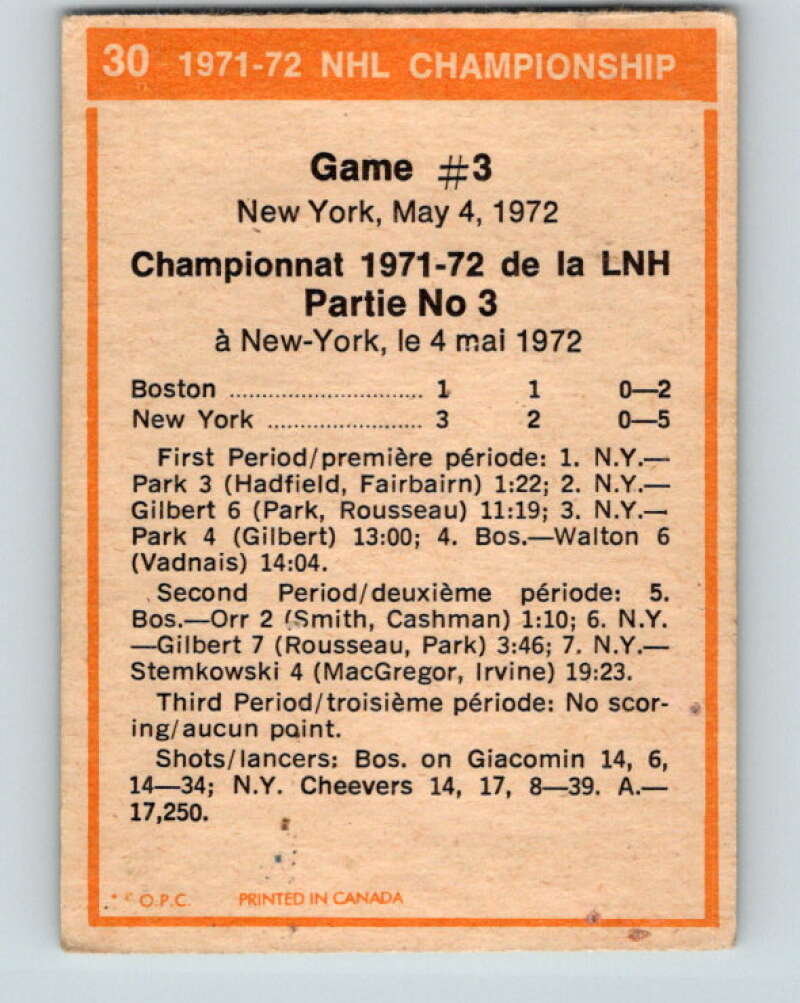 30 1971-72 NHL CHAMPIONSHIP
Game #3
New York, May 4, 1972
Championnat 1971-72 de la LNH
Partie No 3
à New-York, le 4 mai 1972
Boston .............................. 1 1 0—2
New York ........................ 3 2 0—5
First Period/première période: 1. N.Y.—
Park 3 (Hadfield, Fairbairn) 1:22; 2. N.Y.—
Gilbert 6 (Park, Rousseau) 11:19; 3. N.Y.—
Park 4 (Gilbert) 13:00; 4. Bos.—Walton 6
(Vadnais) 14:04.
Second Period/deuxième période: 5.
Bos.—Orr 2 (Smith, Cashman) 1:10; 6. N.Y.
—Gilbert 7 (Rousseau, Park) 3:46; 7. N.Y.—
Stemkowski 4 (MacGregor, Irvine) 19:23.
Third Period/troisième période: No scor-
ing/aucun point.
Shots/lancers: Bos. on Giacomin 14, 6,
14—34; N.Y. Cheevers 14, 17, 8—39. A.—
17,250.
* * O.P.C. PRINTED IN CANADA